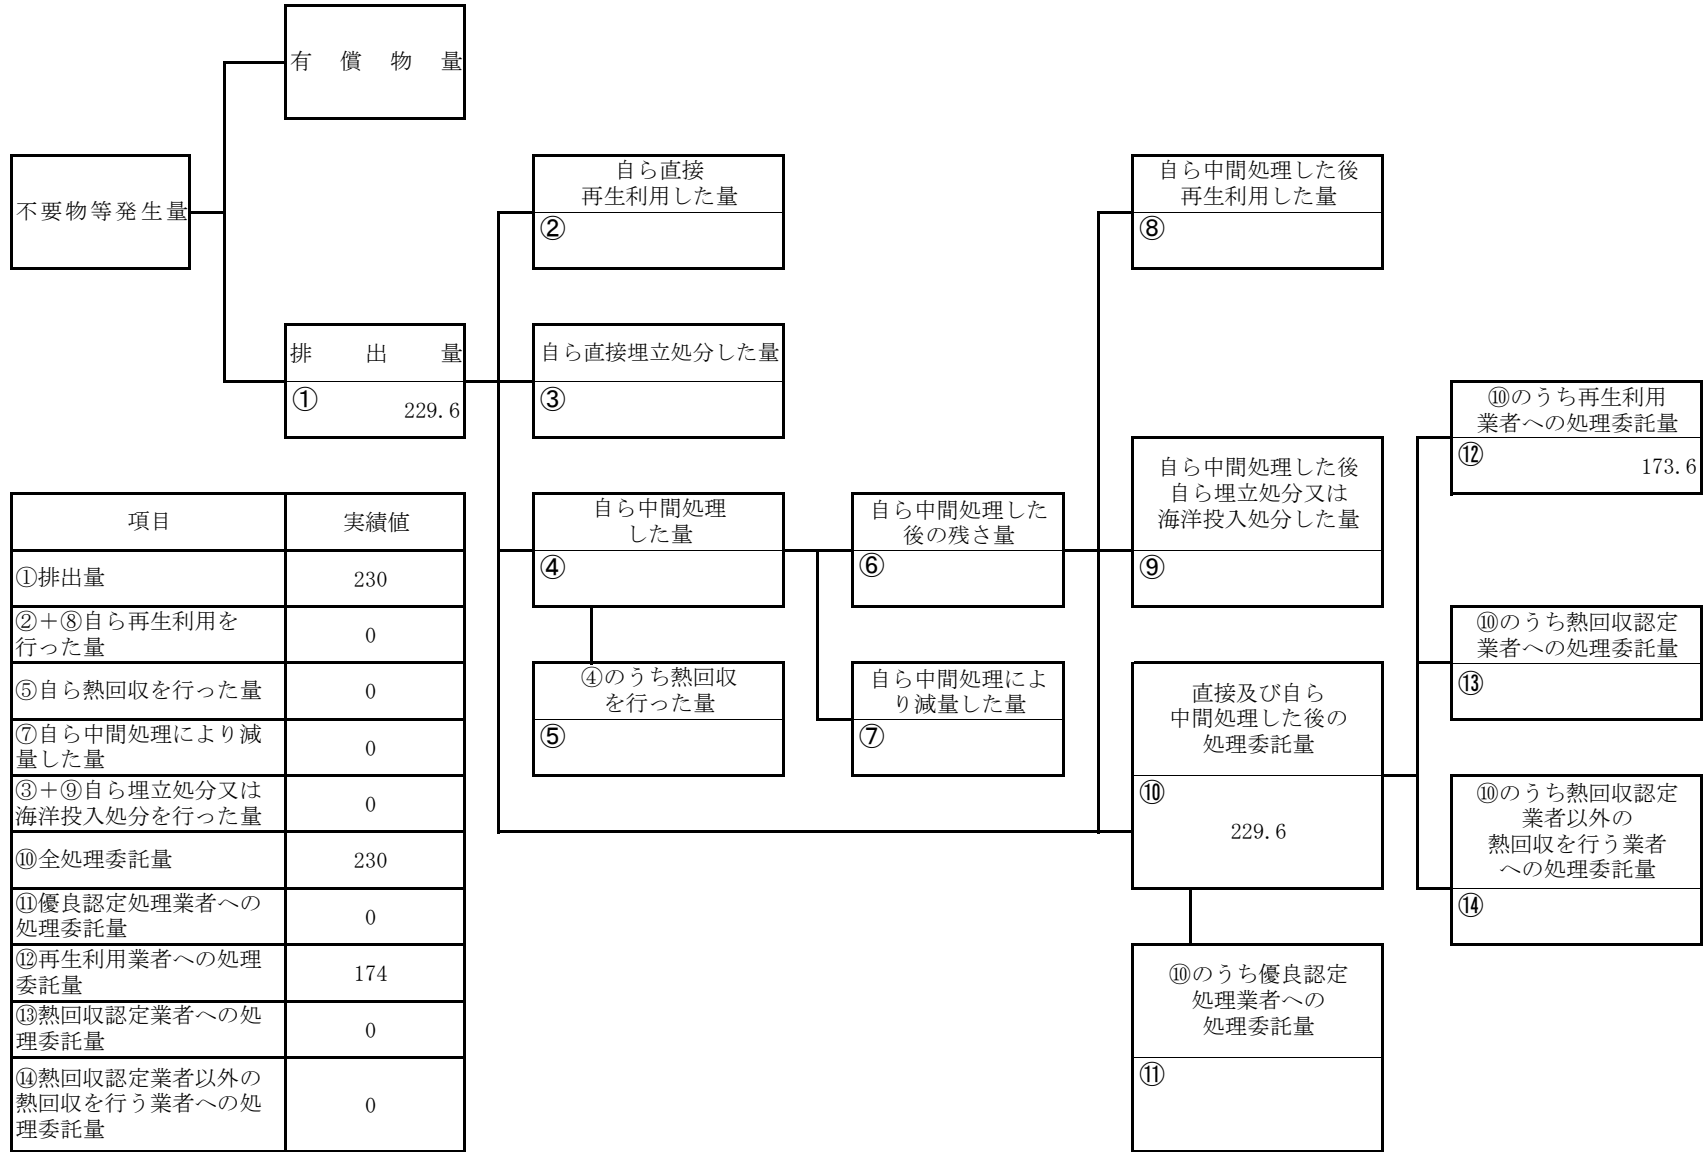 有償物量
不要物等発生量
自ら直接
再生利用した量
②
自ら中間処理した後
再生利用した量
⑧
排出量
①
229.6
自ら直接埋立処分した量
③
⑩のうち再生利用
業者への処理委託量
⑫
173.6
自ら中間処理した後
自ら埋立処分又は
海洋投入処分した量
⑨
自ら中間処理
した量
④
自ら中間処理した
後の残さ量
⑥
④のうち熱回収
を行った量
⑤
自ら中間処理によ
り減量した量
⑦
直接及び自ら
中間処理した後の
処理委託量
⑩
229.6
⑩のうち熱回収認定
業者への処理委託量
⑬
⑩のうち熱回収認定
業者以外の
熱回収を行う業者
への処理委託量
⑭
⑩のうち優良認定
処理業者への
処理委託量
⑪
項目 実績値
①排出量 230
②+⑧自ら再生利用を
行った量 0
⑤自ら熱回収を行った量 0
⑦自ら中間処理により減
量した量 0
③+⑨自ら埋立処分又は
海洋投入処分を行った量 0
⑩全処理委託量 230
⑪優良認定処理業者への
処理委託量 0
⑫再生利用業者への処理
委託量 174
⑬熱回収認定業者への処
理委託量 0
⑭熱回収認定業者以外の
熱回収を行う業者への処
理委託量 0